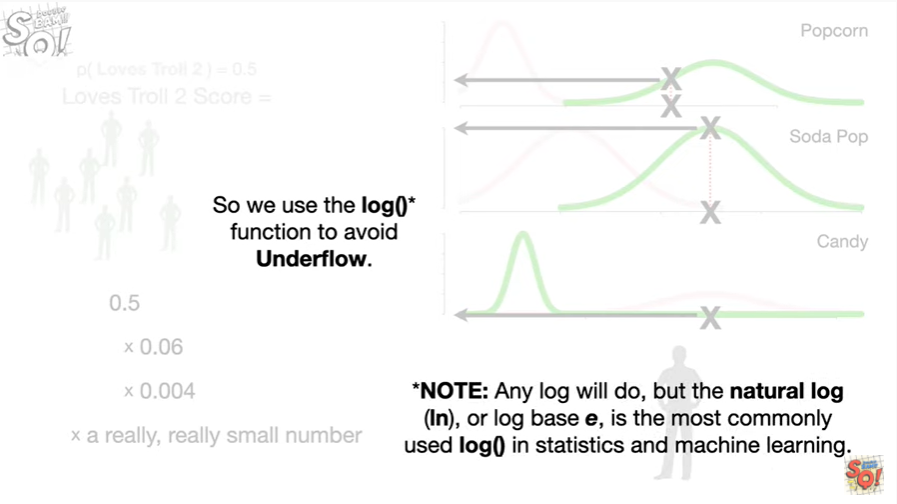 p( Loves Troll 2 ) = 0.5
Loves Troll 2 Score =
Popcorn
Soda Pop
Candy
So we use the log()*
function to avoid
Underflow.
0.5
x 0.06
x 0.004
x a really, really small number
*NOTE: Any log will do, but the natural log
(ln), or log base e, is the most commonly
used log() in statistics and machine learning.